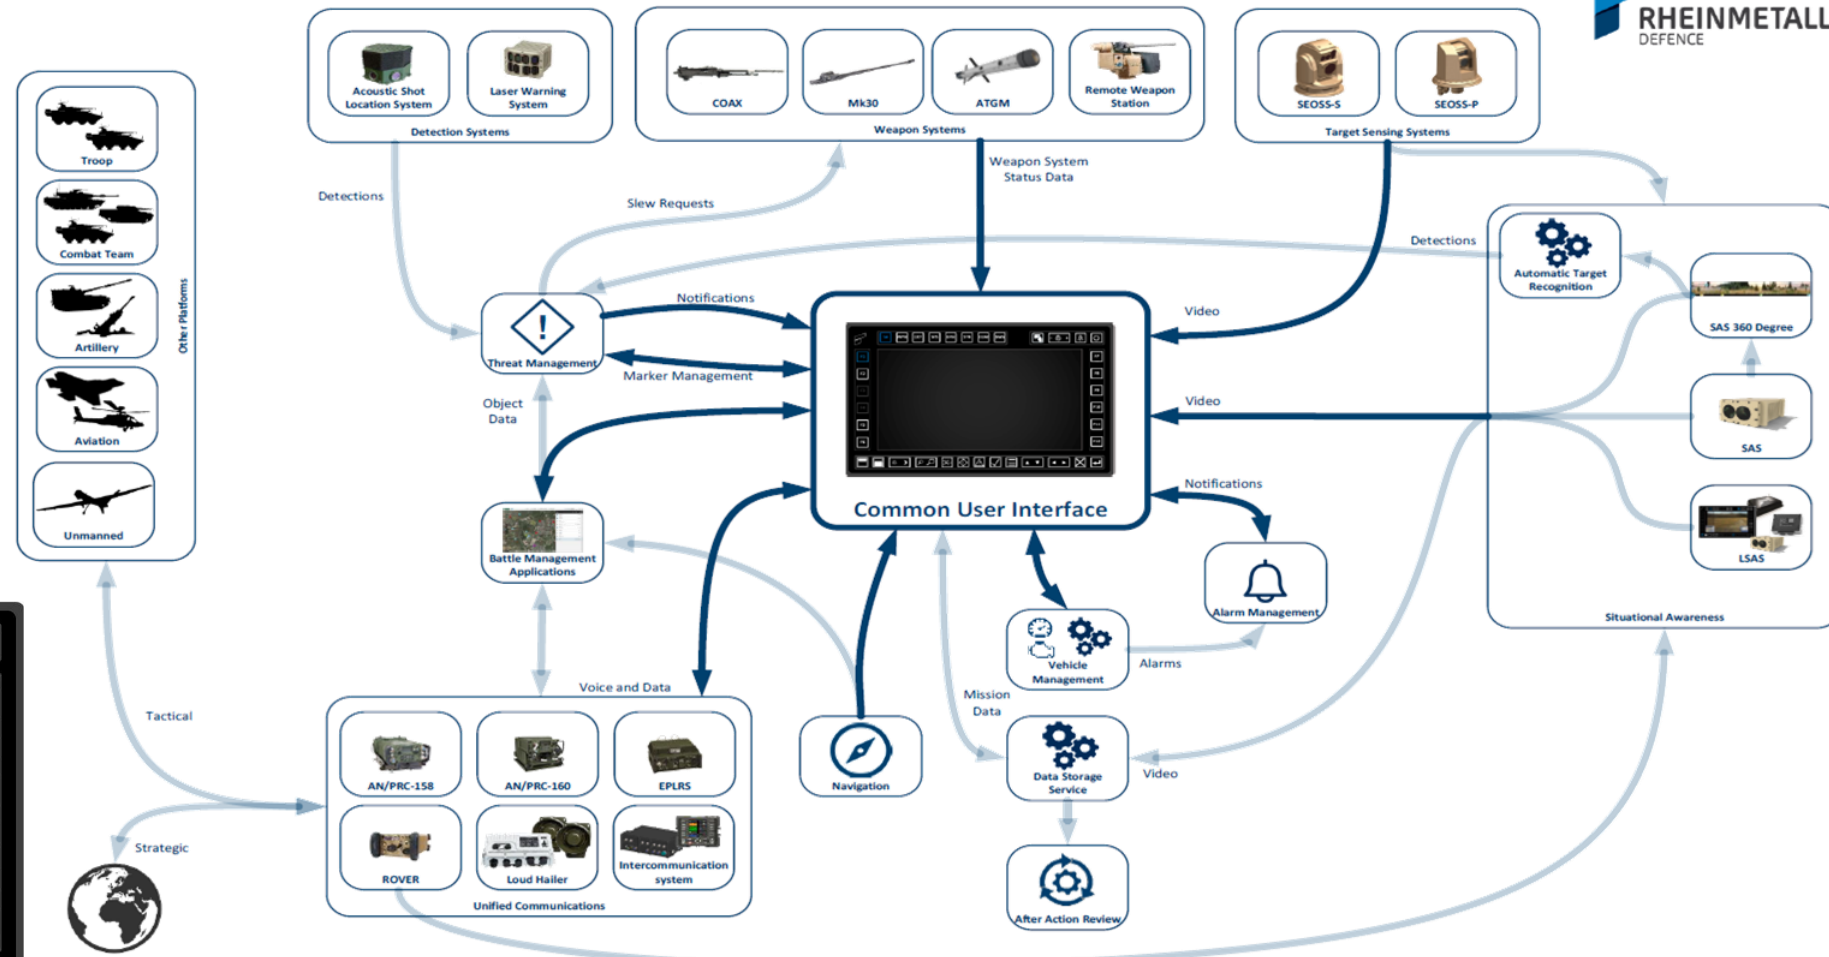 RHEINMETALL
DEFENCE
Acoustic Shot
Location System
Laser Warning
System
Detection Systems
COAX
Mk30
ATGM
Remote Weapon
Station
Weapon Systems
SEOSS-S
SEOSS-P
Target Sensing Systems
Troop
Combat Team
Artillery
Aviation
Unmanned
Other Platforms
Detections
Slew Requests
Weapon System
Status Data
Detections
Automatic Target
Recognition
SAS 360 Degree
SAS
LSAS
Situational Awareness
Notifications
!
Threat Management
Marker Management
Object
Data
Video
Video
Common User Interface
Notifications
Battle Management
Applications
Alarm Management
Vehicle
Management
Alarms
Voice and Data
Mission
Data
Tactical
AN/PRC-158
AN/PRC-160
EPLRS
Navigation
Data Storage
Service
Video
Strategic
ROVER
Loud Hailer
Intercommunication
system
Unified Communications
After Action Review